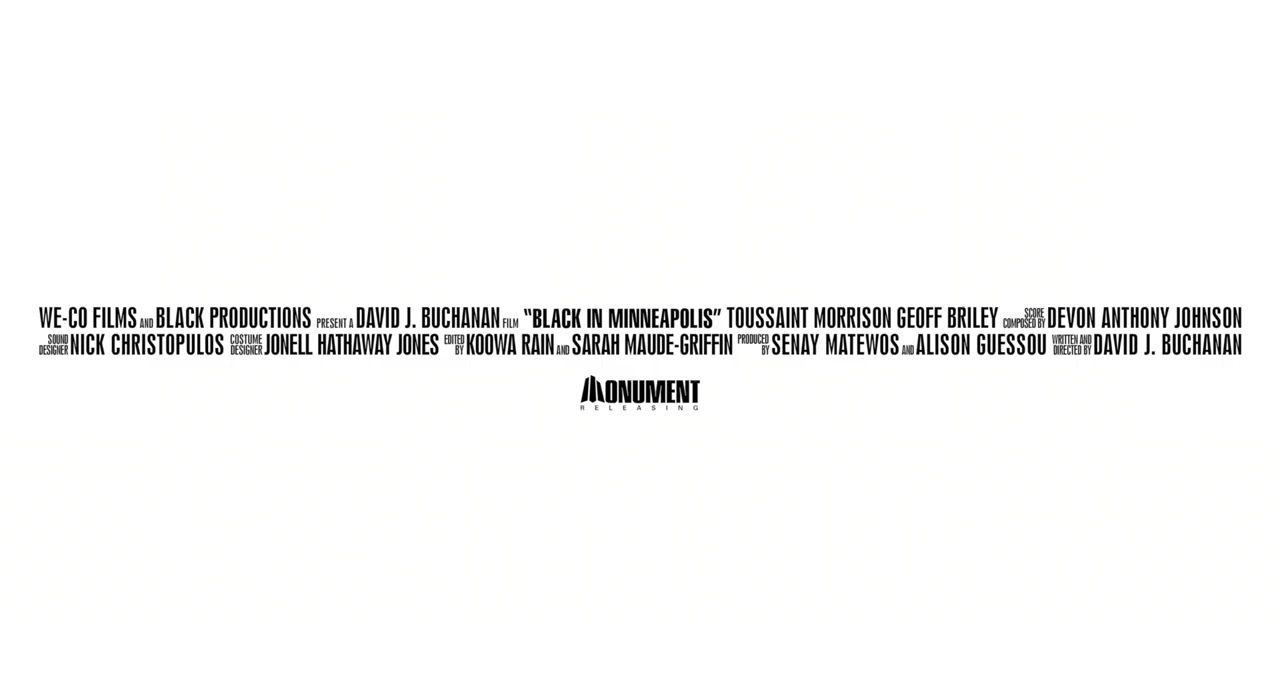 WE-CO FILMS AND BLACK PRODUCTIONS PRESENT A DAVID J. BUCHANAN FILM “BLACK IN MINNEAPOLIS” TOUSSAINT MORRISON GEOFF BRILEY SCORE COMPOSED BY DEVON ANTHONY JOHNSON
SOUND DESIGNER NICK CHRISTOPULOS COSTUME DESIGNER JONELL HATHAWAY JONES EDITED BY KOOWA RAIN AND SARAH MAUDE-GRIFFIN PRODUCED BY SENAY MATEWOS AND ALISON GUESSOU WRITTEN AND DIRECTED BY DAVID J. BUCHANAN
MONUMENT
RELEASING